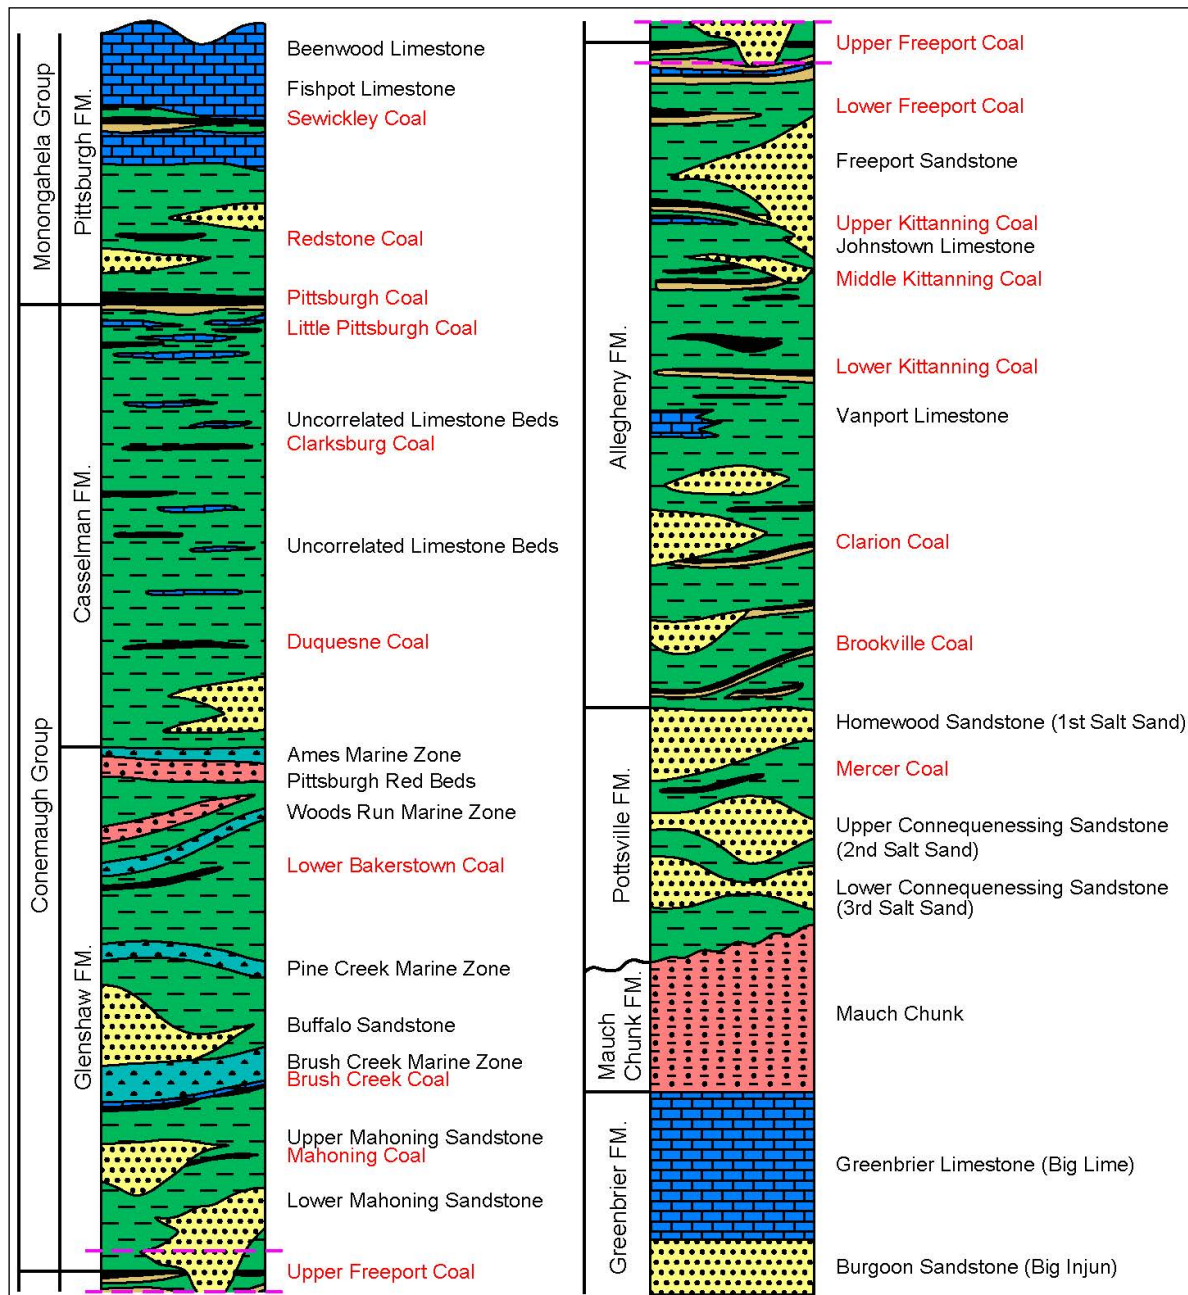 Monongahela Group
Pittsburgh FM.
Conemaugh Group
Casselman FM.
Glenshaw FM.
Beenwood Limestone
Fishpot Limestone
Sewickley Coal
Redstone Coal
Pittsburgh Coal
Little Pittsburgh Coal
Uncorrelated Limestone Beds
Clarksburg Coal
Uncorrelated Limestone Beds
Duquesne Coal
Ames Marine Zone
Pittsburgh Red Beds
Woods Run Marine Zone
Lower Bakerstown Coal
Pine Creek Marine Zone
Buffalo Sandstone
Brush Creek Marine Zone
Brush Creek Coal
Upper Mahoning Sandstone
Mahoning Coal
Lower Mahoning Sandstone
Upper Freeport Coal
Allegheny FM.
Pottsville FM.
Mauch
Chunk FM.
Greenbrier FM.
Upper Freeport Coal
Lower Freeport Coal
Freeport Sandstone
Upper Kittanning Coal
Johnstown Limestone
Middle Kittanning Coal
Lower Kittanning Coal
Vanport Limestone
Clarion Coal
Brookville Coal
Homewood Sandstone (1st Salt Sand)
Mercer Coal
Upper Connequenessing Sandstone
(2nd Salt Sand)
Lower Connequenessing Sandstone
(3rd Salt Sand)
Mauch Chunk
Greenbrier Limestone (Big Lime)
Burgoon Sandstone (Big Injun)